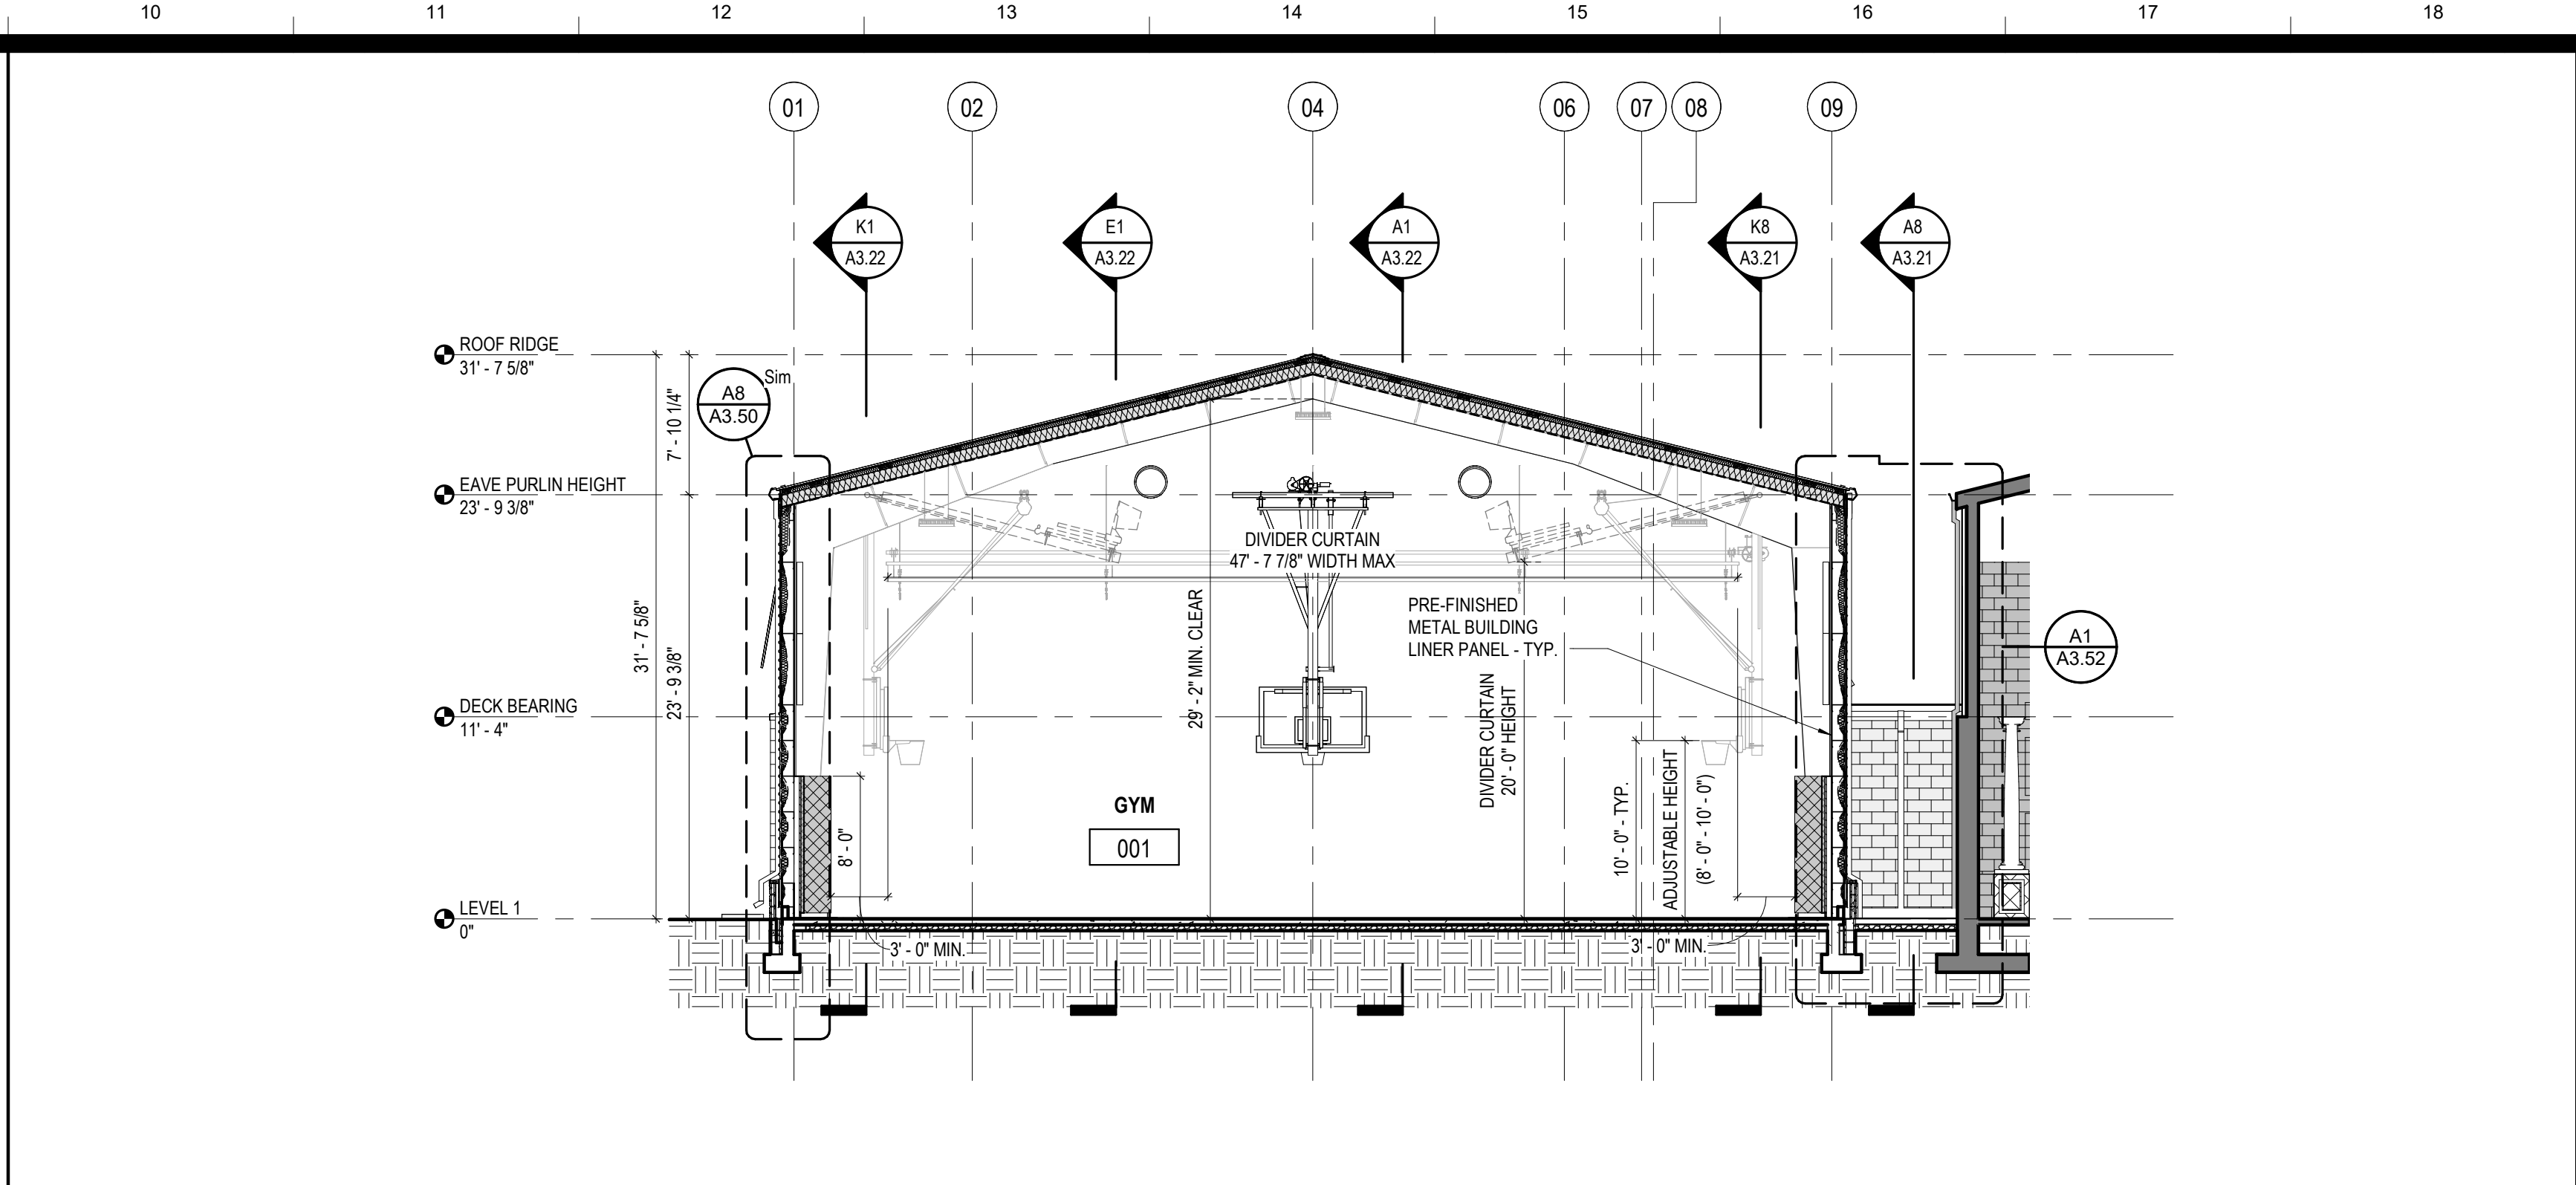 10 11 12 13 14 15 16 17 18
01 02 04 06 07 08 09
K1
A3.22
E1
A3.22
A1
A3.22
K8
A3.21
A8
A3.21
ROOF RIDGE
31' - 7 5/8"
Sim
A8
A3.50
7' - 10 1/4"
EAVE PURLIN HEIGHT
23' - 9 3/8"
DIVIDER CURTAIN
47' - 7 7/8" WIDTH MAX
31' - 7 5/8"
23' - 9 3/8"
29' - 2" MIN. CLEAR
PRE-FINISHED
METAL BUILDING
LINER PANEL - TYP.
A1
A3.52
DECK BEARING
11' - 4"
DIVIDER CURTAIN
20' - 0" HEIGHT
GYM
001
8' - 0"
10' - 0" - TYP.
ADJUSTABLE HEIGHT
(8' - 0" - 10' - 0")
LEVEL 1
0"
3' - 0" MIN.
3' - 0" MIN.